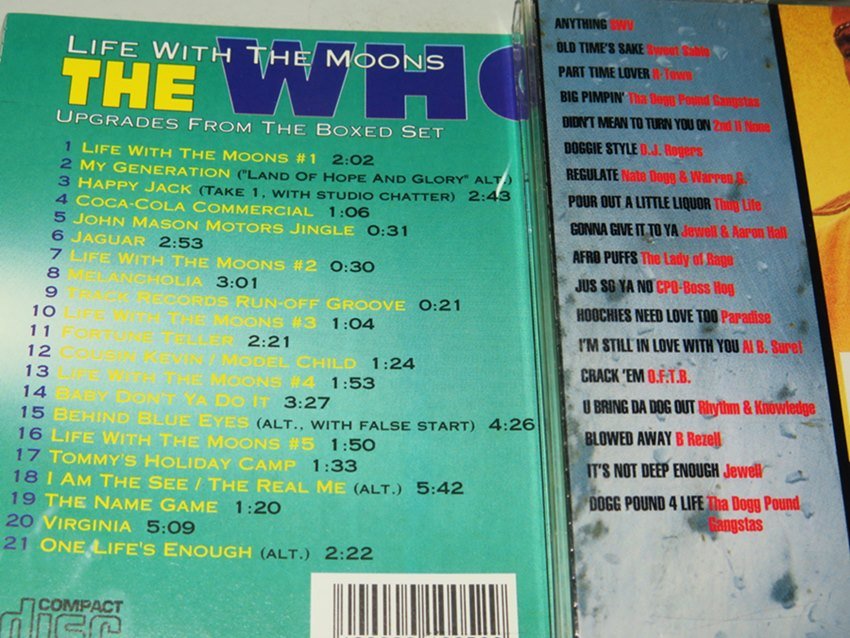 LIFE WITH THE MOONS
THE WHO
UPGRADES FROM THE BOXED SET
1 LIFE WITH THE MOONS #1 2:02
2 MY GENERATION ("LAND OF HOPE AND GLORY" ALT.)
3 HAPPY JACK (TAKE 1, WITH STUDIO CHATTER) 2:43
4 COCA-COLA COMMERCIAL 1:06
5 JOHN MASON MOTORS JINGLE 0:31
6 JAGUAR 2:53
7 LIFE WITH THE MOONS #2 0:30
8 MELANCHOLIA 3:01
9 TRACK RECORDS RUN-OFF GROOVE 0:21
10 LIFE WITH THE MOONS #3 1:04
11 FORTUNE TELLER 2:21
12 COUSIN KEVIN / MODEL CHILD 1:24
13 LIFE WITH THE MOONS #4 1:53
14 BABY DON'T YA DO IT 3:27
15 BEHIND BLUE EYES (ALT., WITH FALSE START) 4:26
16 LIFE WITH THE MOONS #5 1:50
17 TOMMY'S HOLIDAY CAMP 1:33
18 I AM THE SEE / THE REAL ME (ALT.) 5:42
19 THE NAME GAME 1:20
20 VIRGINIA 5:09
21 ONE LIFE'S ENOUGH (ALT.) 2:22
COMPACT
disc
ANYTHING SWV
OLD TIME'S SAKE Sweet Sable
PART TIME LOVER H-Town
BIG PIMPIN' Tha Dogg Pound Gangstas
DIDN'T MEAN TO TURN YOU ON 2nd II None
DOGGIE STYLE D.J. Rogers
REGULATE Nate Dogg & Warren G.
POUR OUT A LITTLE LIQUOR Thug Life
GONNA GIVE IT TO YA Jewell & Aaron Hall
AFRO PUFFS The Lady of Rage
JUS SO YA NO CPO-Boss Hog
HOOCHIES NEED LOVE TOO Paradise
I'M STILL IN LOVE WITH YOU Al B. Sure!
CRACK 'EM O.F.T.B.
U BRING DA DOG OUT Rhythm & Knowledge
BLOWED AWAY B Rezell
IT'S NOT DEEP ENOUGH Jewell
DOGG POUND 4 LIFE Tha Dogg Pound
Gangstas